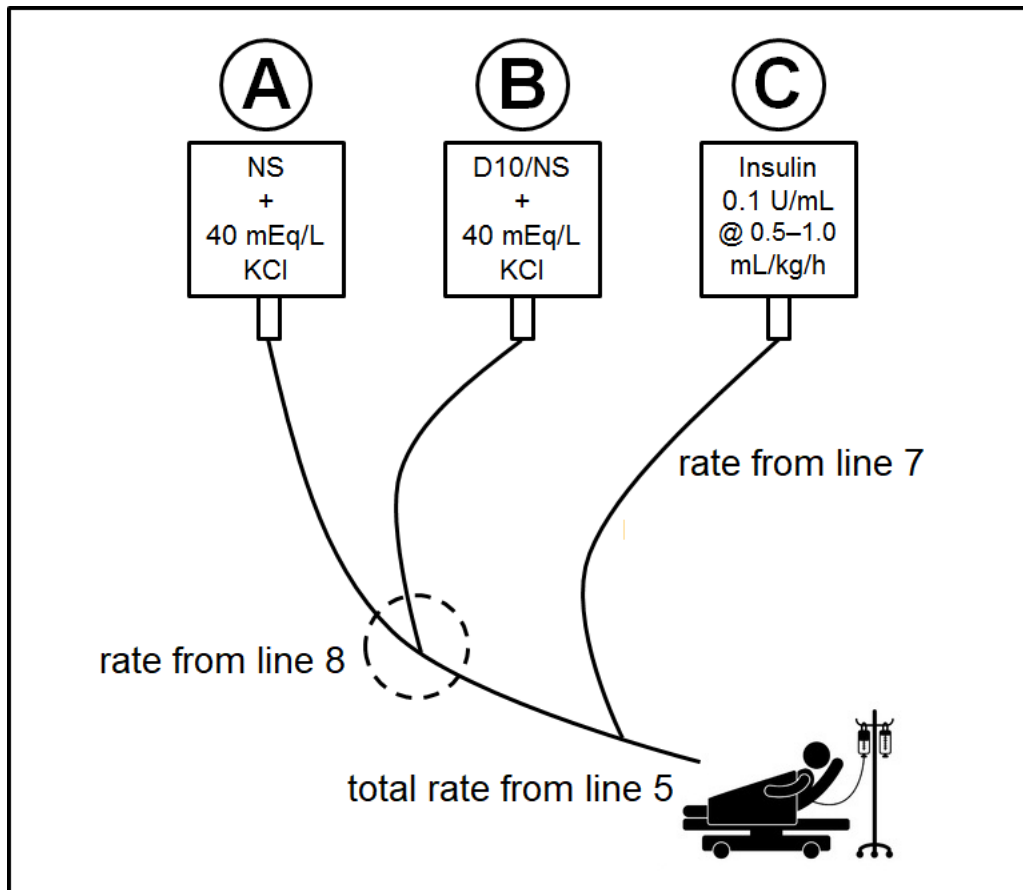 A
B
C
NS
+
40 mEq/L
KCl
D10/NS
+
40 mEq/L
KCl
Insulin
0.1 U/mL
@ 0.5–1.0
mL/kg/h
rate from line 7
rate from line 8
total rate from line 5